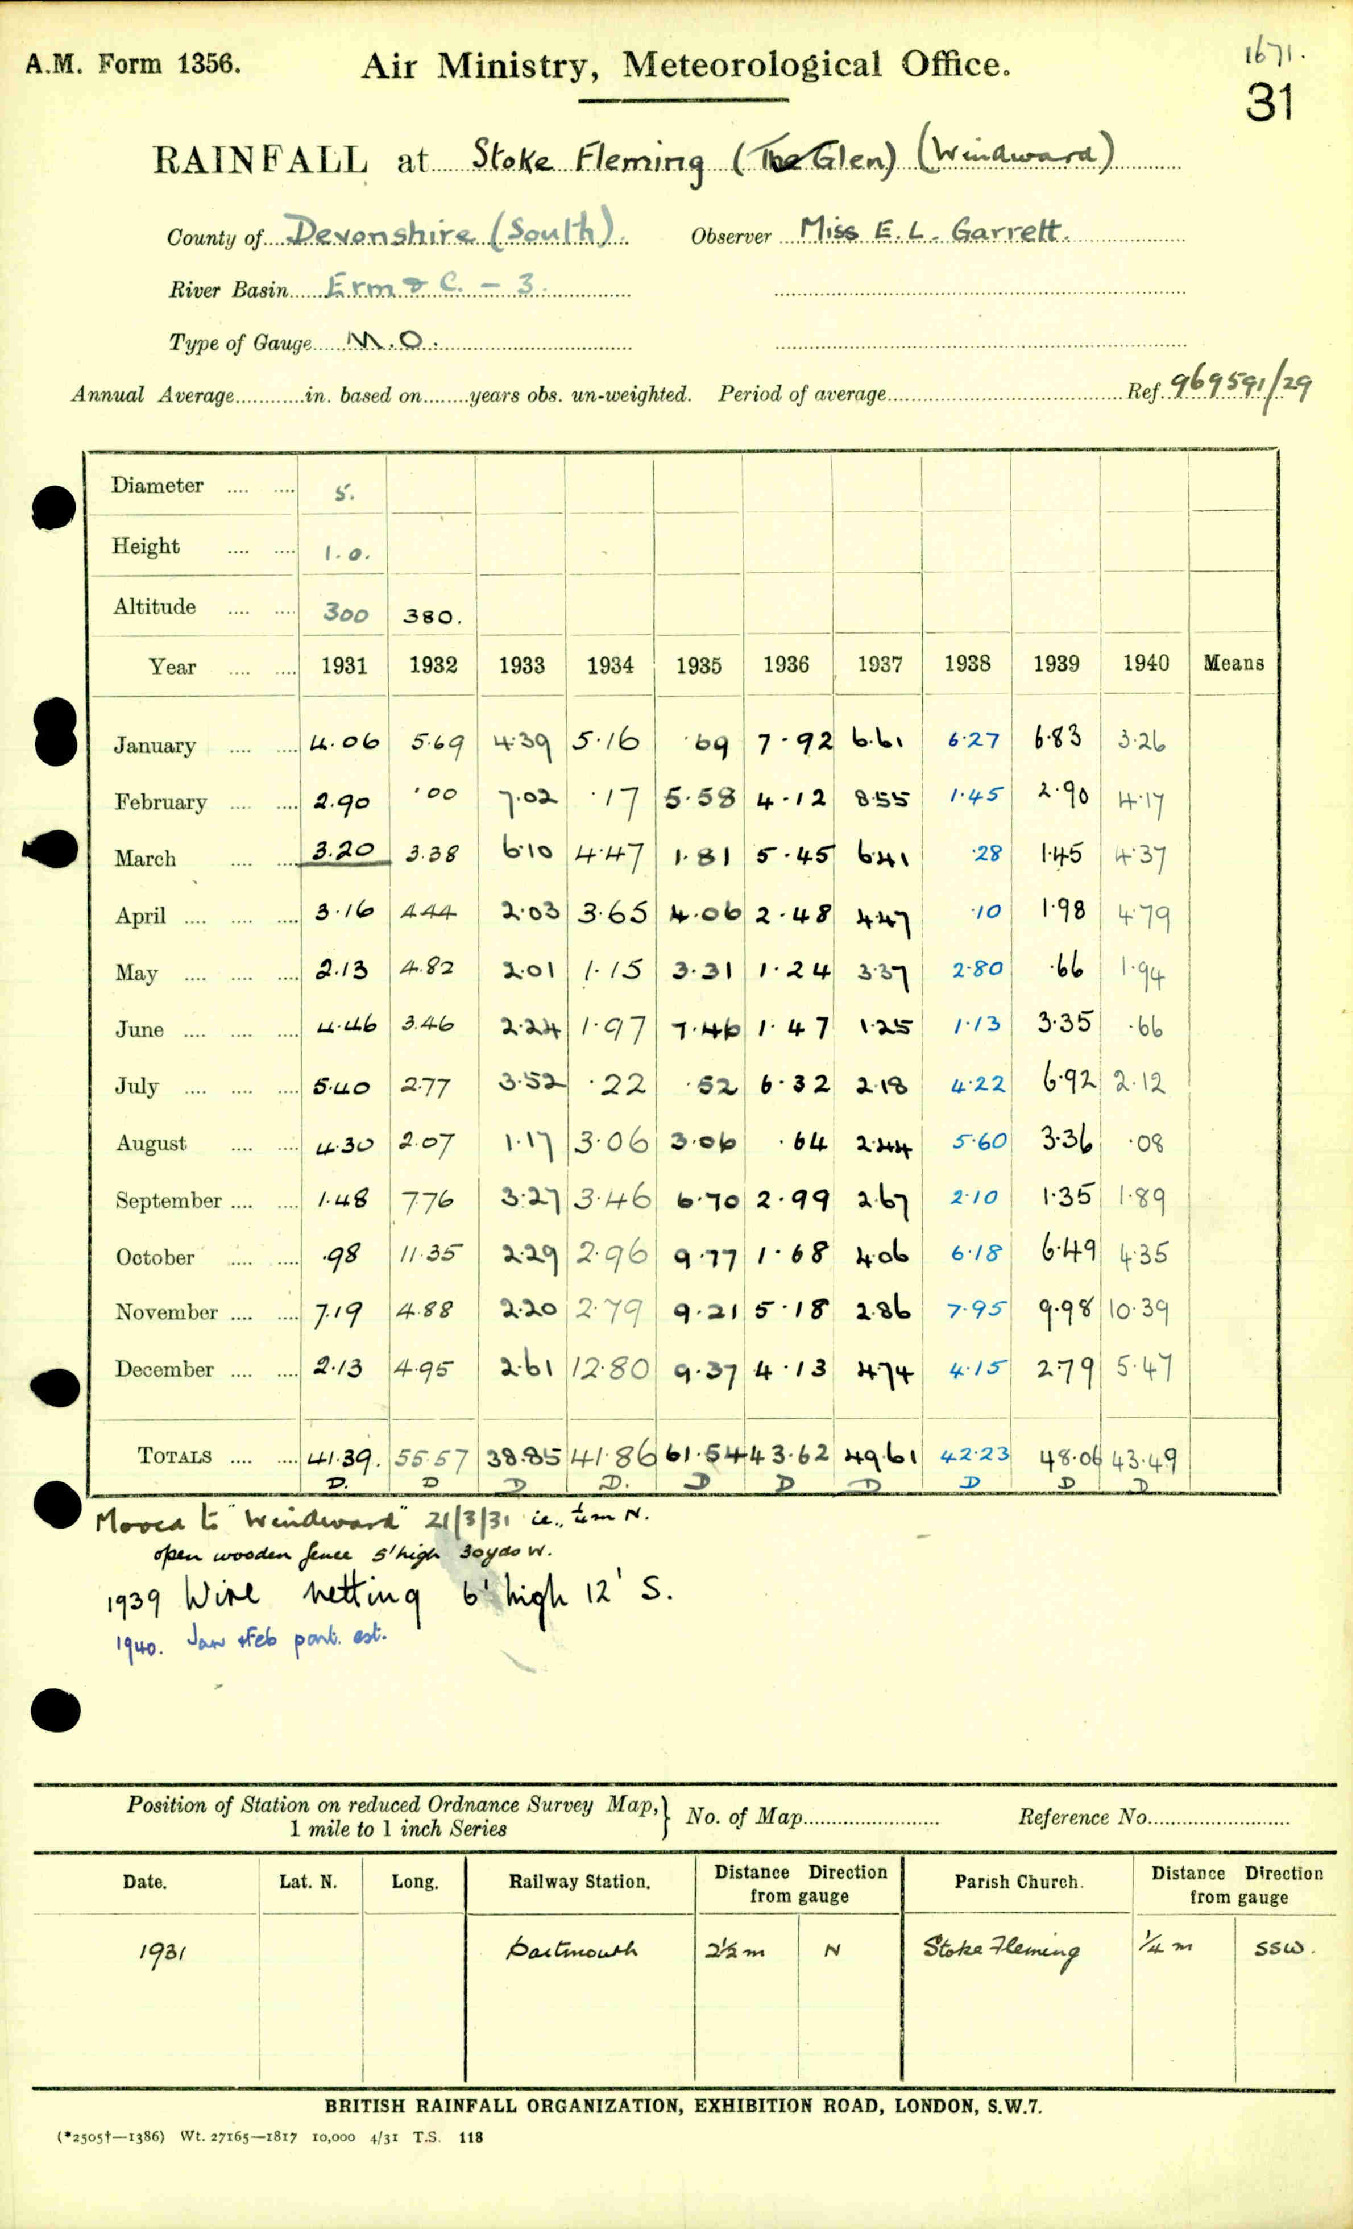 1671.
A.M. Form 1356. Air Ministry, Meteorological Office. 31
RAINFALL at Stoke Fleming (The Glen) (Windward)
County of Devonshire (South). Observer Miss E. L. Garrett.
River Basin Erm & C. - 3.
Type of Gauge M.O.
Annual Average............in. based on........years obs. un-weighted. Period of average........ Ref. 969591/29
Diameter .... .... 5.
Height .... .... 1.0.
Altitude .... .... 300 380.
Year .... .... 1931 1932 1933 1934 1935 1936 1937 1938 1939 1940 Means
January .... .... 4.06 5.69 4.39 5.16 .69 7.92 6.61 6.27 6.83 3.26
February .... .... 2.90 .00 7.02 .17 5.58 4.12 8.55 1.45 2.90 4.17
March .... .... 3.20 3.38 6.10 4.47 1.81 5.45 6.41 .28 1.45 4.37
April .... .... .... 3.16 4.44 2.03 3.65 4.06 2.48 4.47 .10 1.98 4.79
May .... .... .... 2.13 4.82 2.01 1.15 3.31 1.24 3.37 2.80 .66 1.94
June .... .... .... 4.46 3.46 2.24 1.97 7.46 1.47 1.25 1.13 3.35 .66
July .... .... .... 5.40 2.77 3.52 .22 .52 6.32 2.18 4.22 6.92 2.12
August .... .... 4.30 2.07 1.17 3.06 3.06 .64 2.44 5.60 3.36 .08
September .... .... 1.48 7.76 3.27 3.46 6.70 2.99 2.67 2.10 1.35 1.89
October .... .... .98 11.35 2.29 2.96 9.77 1.68 4.06 6.18 6.49 4.35
November .... .... 7.19 4.88 2.20 2.79 9.21 5.18 2.86 7.95 9.98 10.39
December .... .... 2.13 4.95 2.61 12.80 9.37 4.13 4.74 4.15 2.79 5.47
TOTALS .... .... 41.39. 55.57 38.85 41.86 61.54 43.62 49.61 42.23 48.06 43.49
D. D D D. D D D D D D
Moved to "Windward" 21/3/31 ie., ¼m N.
open wooden fence 5' high 30yds W.
1939 Wire netting 6' high 12' S.
1940. Jan & Feb part. est.
Position of Station on reduced Ordnance Survey Map, 1 mile to 1 inch Series } No. of Map........ Reference No........
Date. Lat. N. Long. Railway Station. Distance Direction from gauge Parish Church. Distance Direction from gauge
1931 Dartmouth 2½ m N Stoke Fleming ¼ m SSW.
BRITISH RAINFALL ORGANIZATION, EXHIBITION ROAD, LONDON, S.W.7.
(*2505†—1386) Wt. 27165—1817 10,000 4/31 T.S. 118